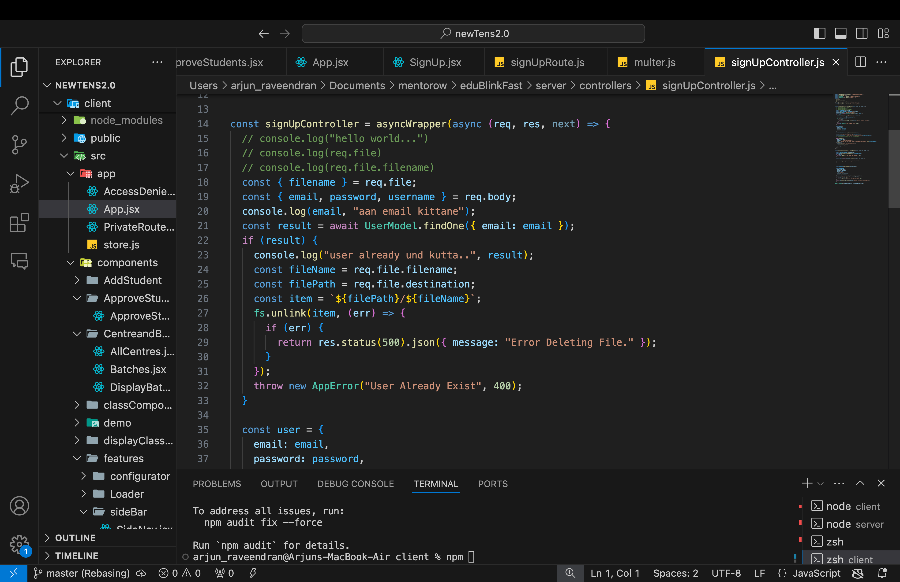 newTens2.0
EXPLORER
NEWTENS2.0
client
node_modules
public
src
app
AccessDenie...
App.jsx
PrivateRoute...
store.js
components
AddStudent
ApproveStu...
ApproveSt...
CentreandB...
AllCentres.j...
Batches.jsx
DisplayBat...
classCompo...
demo
displayClass...
features
configurator
Loader
sideBar
SideNav.jsx
OUTLINE
TIMELINE
proveStudents.jsx
App.jsx
SignUp.jsx
signUpRoute.js
multer.js
signUpController.js
Users > arjun_raveendran > Documents > mentorow > eduBlinkFast > server > controllers > signUpController.js > ...
12
13
14 const signUpController = asyncWrapper(async (req, res, next) => {
15 // console.log("hello world...")
16 // console.log(req.file)
17 // console.log(req.file.filename)
18 const { filename } = req.file;
19 const { email, password, username } = req.body;
20 console.log(email, "aan email kittane");
21 const result = await UserModel.findOne({ email: email });
22 if (result) {
23 console.log("user already und kutta..", result);
24 const fileName = req.file.filename;
25 const filePath = req.file.destination;
26 const item = `${filePath}/${fileName}`;
27 fs.unlink(item, (err) => {
28 if (err) {
29 return res.status(500).json({ message: "Error Deleting File." });
30 }
31 });
32 throw new AppError("User Already Exist", 400);
33 }
34
35 const user = {
36 email: email,
37 password: password,
PROBLEMS OUTPUT DEBUG CONSOLE TERMINAL PORTS
To address all issues, run:
npm audit fix --force
Run `npm audit` for details.
arjun_raveendran@Arjuns-MacBook-Air client % npm
node client
node server
zsh
zsh client
1
master (Rebasing)
0 0
0
Ln 1, Col 1 Spaces: 2 UTF-8 LF {} JavaScript